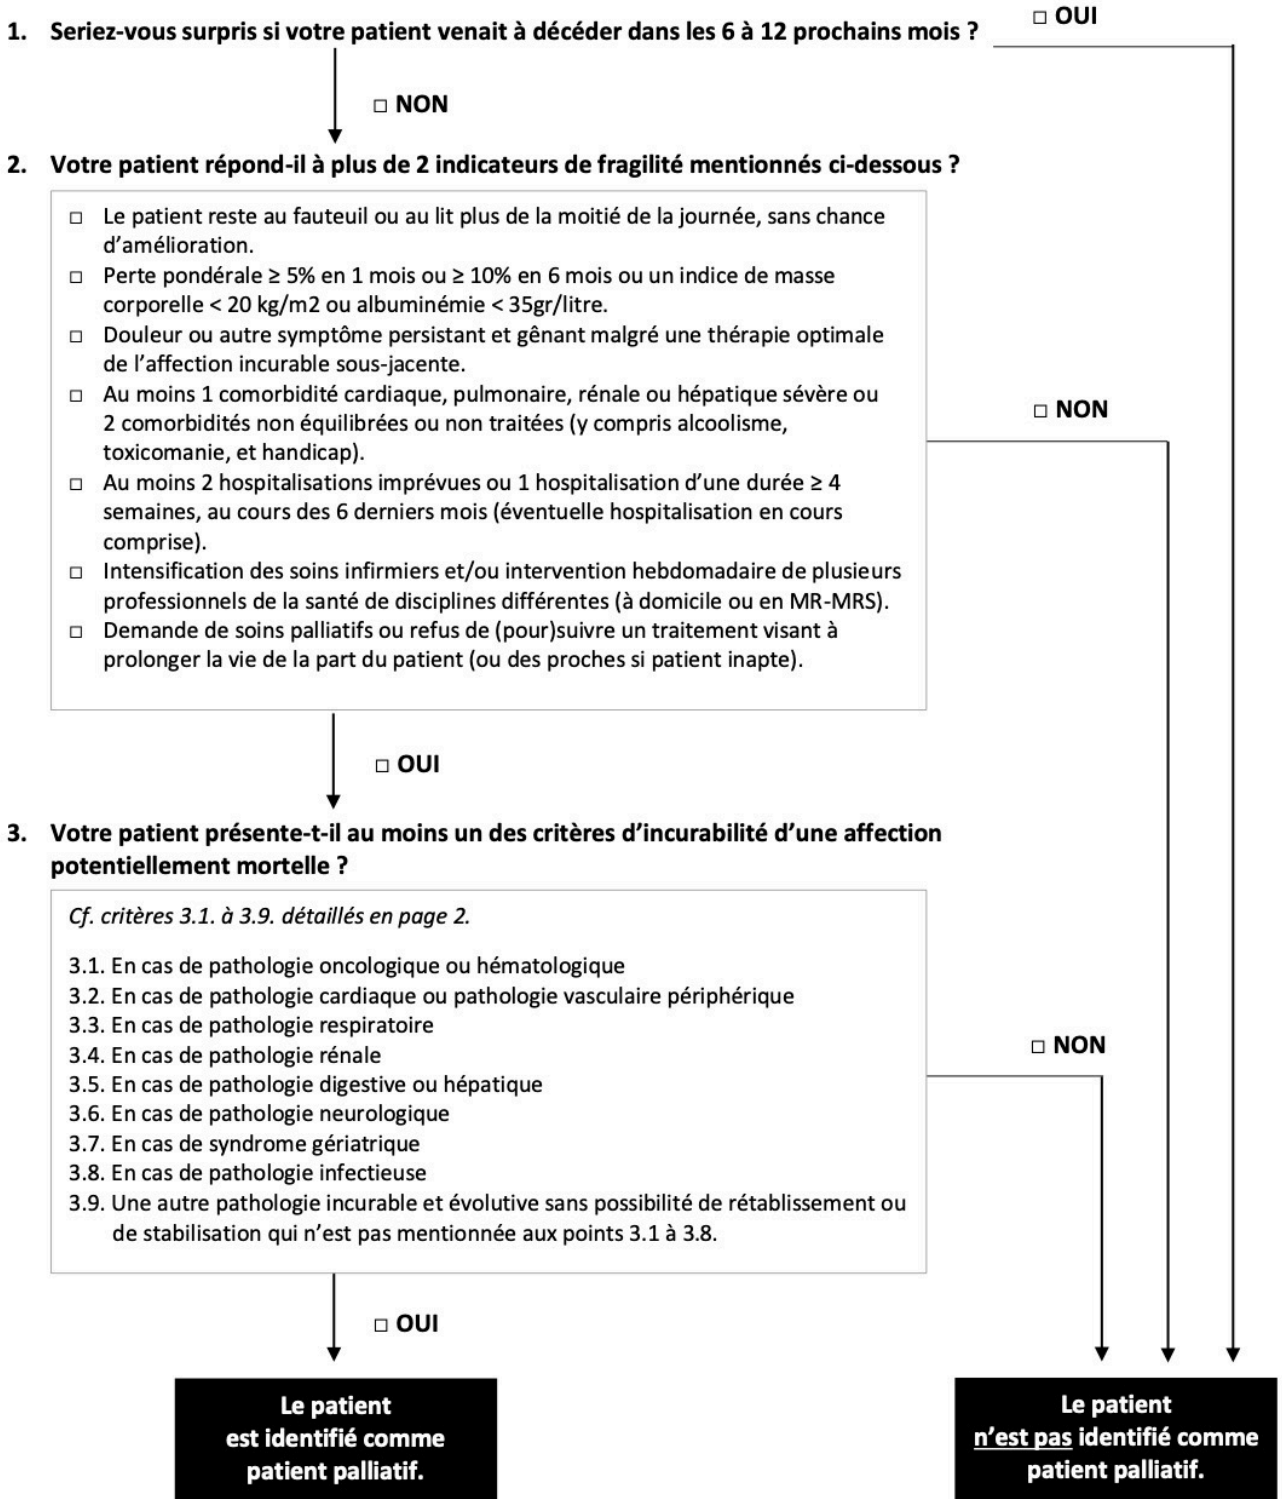 □ OUI
1. Seriez-vous surpris si votre patient venait à décéder dans les 6 à 12 prochains mois ?
□ NON
2. Votre patient répond-il à plus de 2 indicateurs de fragilité mentionnés ci-dessous ?
□ Le patient reste au fauteuil ou au lit plus de la moitié de la journée, sans chance
d’amélioration.
□ Perte pondérale ≥ 5% en 1 mois ou ≥ 10% en 6 mois ou un indice de masse
corporelle < 20 kg/m2 ou albuminémie < 35gr/litre.
□ Douleur ou autre symptôme persistant et gênant malgré une thérapie optimale
de l’affection incurable sous-jacente.
□ Au moins 1 comorbidité cardiaque, pulmonaire, rénale ou hépatique sévère ou
2 comorbidités non équilibrées ou non traitées (y compris alcoolisme,
toxicomanie, et handicap).
□ Au moins 2 hospitalisations imprévues ou 1 hospitalisation d’une durée ≥ 4
semaines, au cours des 6 derniers mois (éventuelle hospitalisation en cours
comprise).
□ Intensification des soins infirmiers et/ou intervention hebdomadaire de plusieurs
professionnels de la santé de disciplines différentes (à domicile ou en MR-MRS).
□ Demande de soins palliatifs ou refus de (pour)suivre un traitement visant à
prolonger la vie de la part du patient (ou des proches si patient inapte).
□ NON
□ OUI
3. Votre patient présente-t-il au moins un des critères d’incurabilité d’une affection
potentiellement mortelle ?
Cf. critères 3.1. à 3.9. détaillés en page 2.
3.1. En cas de pathologie oncologique ou hématologique
3.2. En cas de pathologie cardiaque ou pathologie vasculaire périphérique
3.3. En cas de pathologie respiratoire
3.4. En cas de pathologie rénale
3.5. En cas de pathologie digestive ou hépatique
3.6. En cas de pathologie neurologique
3.7. En cas de syndrome gériatrique
3.8. En cas de pathologie infectieuse
3.9. Une autre pathologie incurable et évolutive sans possibilité de rétablissement ou
de stabilisation qui n’est pas mentionnée aux points 3.1 à 3.8.
□ NON
□ OUI
Le patient
est identifié comme
patient palliatif.
Le patient
n’est pas identifié comme
patient palliatif.